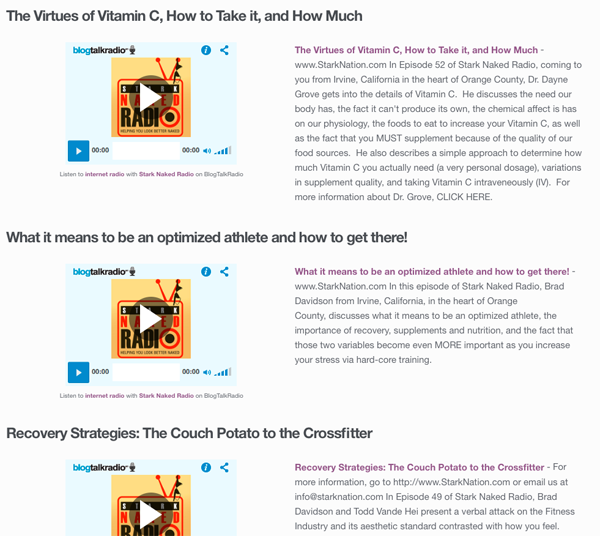 The Virtues of Vitamin C, How to Take it, and How Much
blogtalkradio
STARK
NAKED
RADIO
HELPING YOU LOOK BETTER NAKED
00:00
00:00
Listen to internet radio with Stark Naked Radio on BlogTalkRadio
The Virtues of Vitamin C, How to Take it, and How Much -
www.StarkNation.com In Episode 52 of Stark Naked Radio, coming to
you from Irvine, California in the heart of Orange County, Dr. Dayne
Grove gets into the details of Vitamin C.  He discusses the need our
body has, the fact it can't produce its own, the chemical affect is has
on our physiology, the foods to eat to increase your Vitamin C, as well
as the fact that you MUST supplement because of the quality of our
food sources.  He also describes a simple approach to determine how
much Vitamin C you actually need (a very personal dosage), variations
in supplement quality, and taking Vitamin C intraveneously (IV).  For
more information about Dr. Grove, CLICK HERE.
What it means to be an optimized athlete and how to get there!
blogtalkradio
STARK
NAKED
RADIO
HELPING YOU LOOK BETTER NAKED
00:00
00:00
Listen to internet radio with Stark Naked Radio on BlogTalkRadio
What it means to be an optimized athlete and how to get there! -
www.StarkNation.com In this episode of Stark Naked Radio, Brad
Davidson from Irvine, California, in the heart of Orange
County, discusses what it means to be an optimized athlete, the
importance of recovery, supplements and nutrition, and the fact that
those two variables become even MORE important as you increase
your stress via hard-core training.
Recovery Strategies: The Couch Potato to the Crossfitter
blogtalkradio
STARK
NAKED
RADIO
Recovery Strategies: The Couch Potato to the Crossfitter - For
more information, go to http://www.StarkNation.com or email us at
info@starknation.com In Episode 49 of Stark Naked Radio, Brad
Davidson and Todd Vande Hei present a verbal attack on the Fitness
Industry and its aesthetic standard contrasted with how you feel.